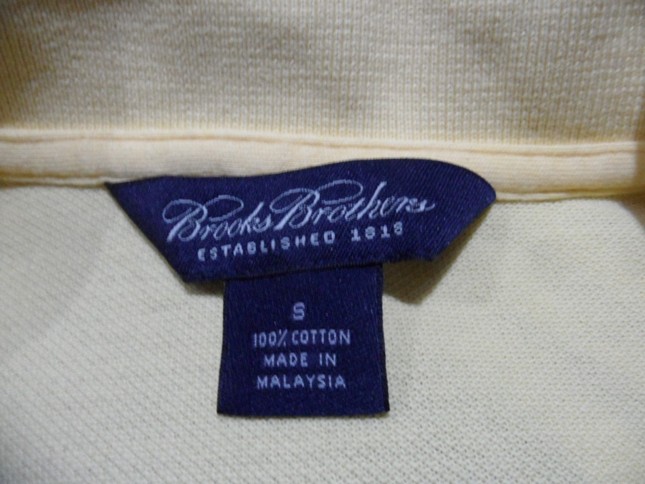 Brooks Brothers
ESTABLISHED 1818
S
100% COTTON
MADE IN
MALAYSIA